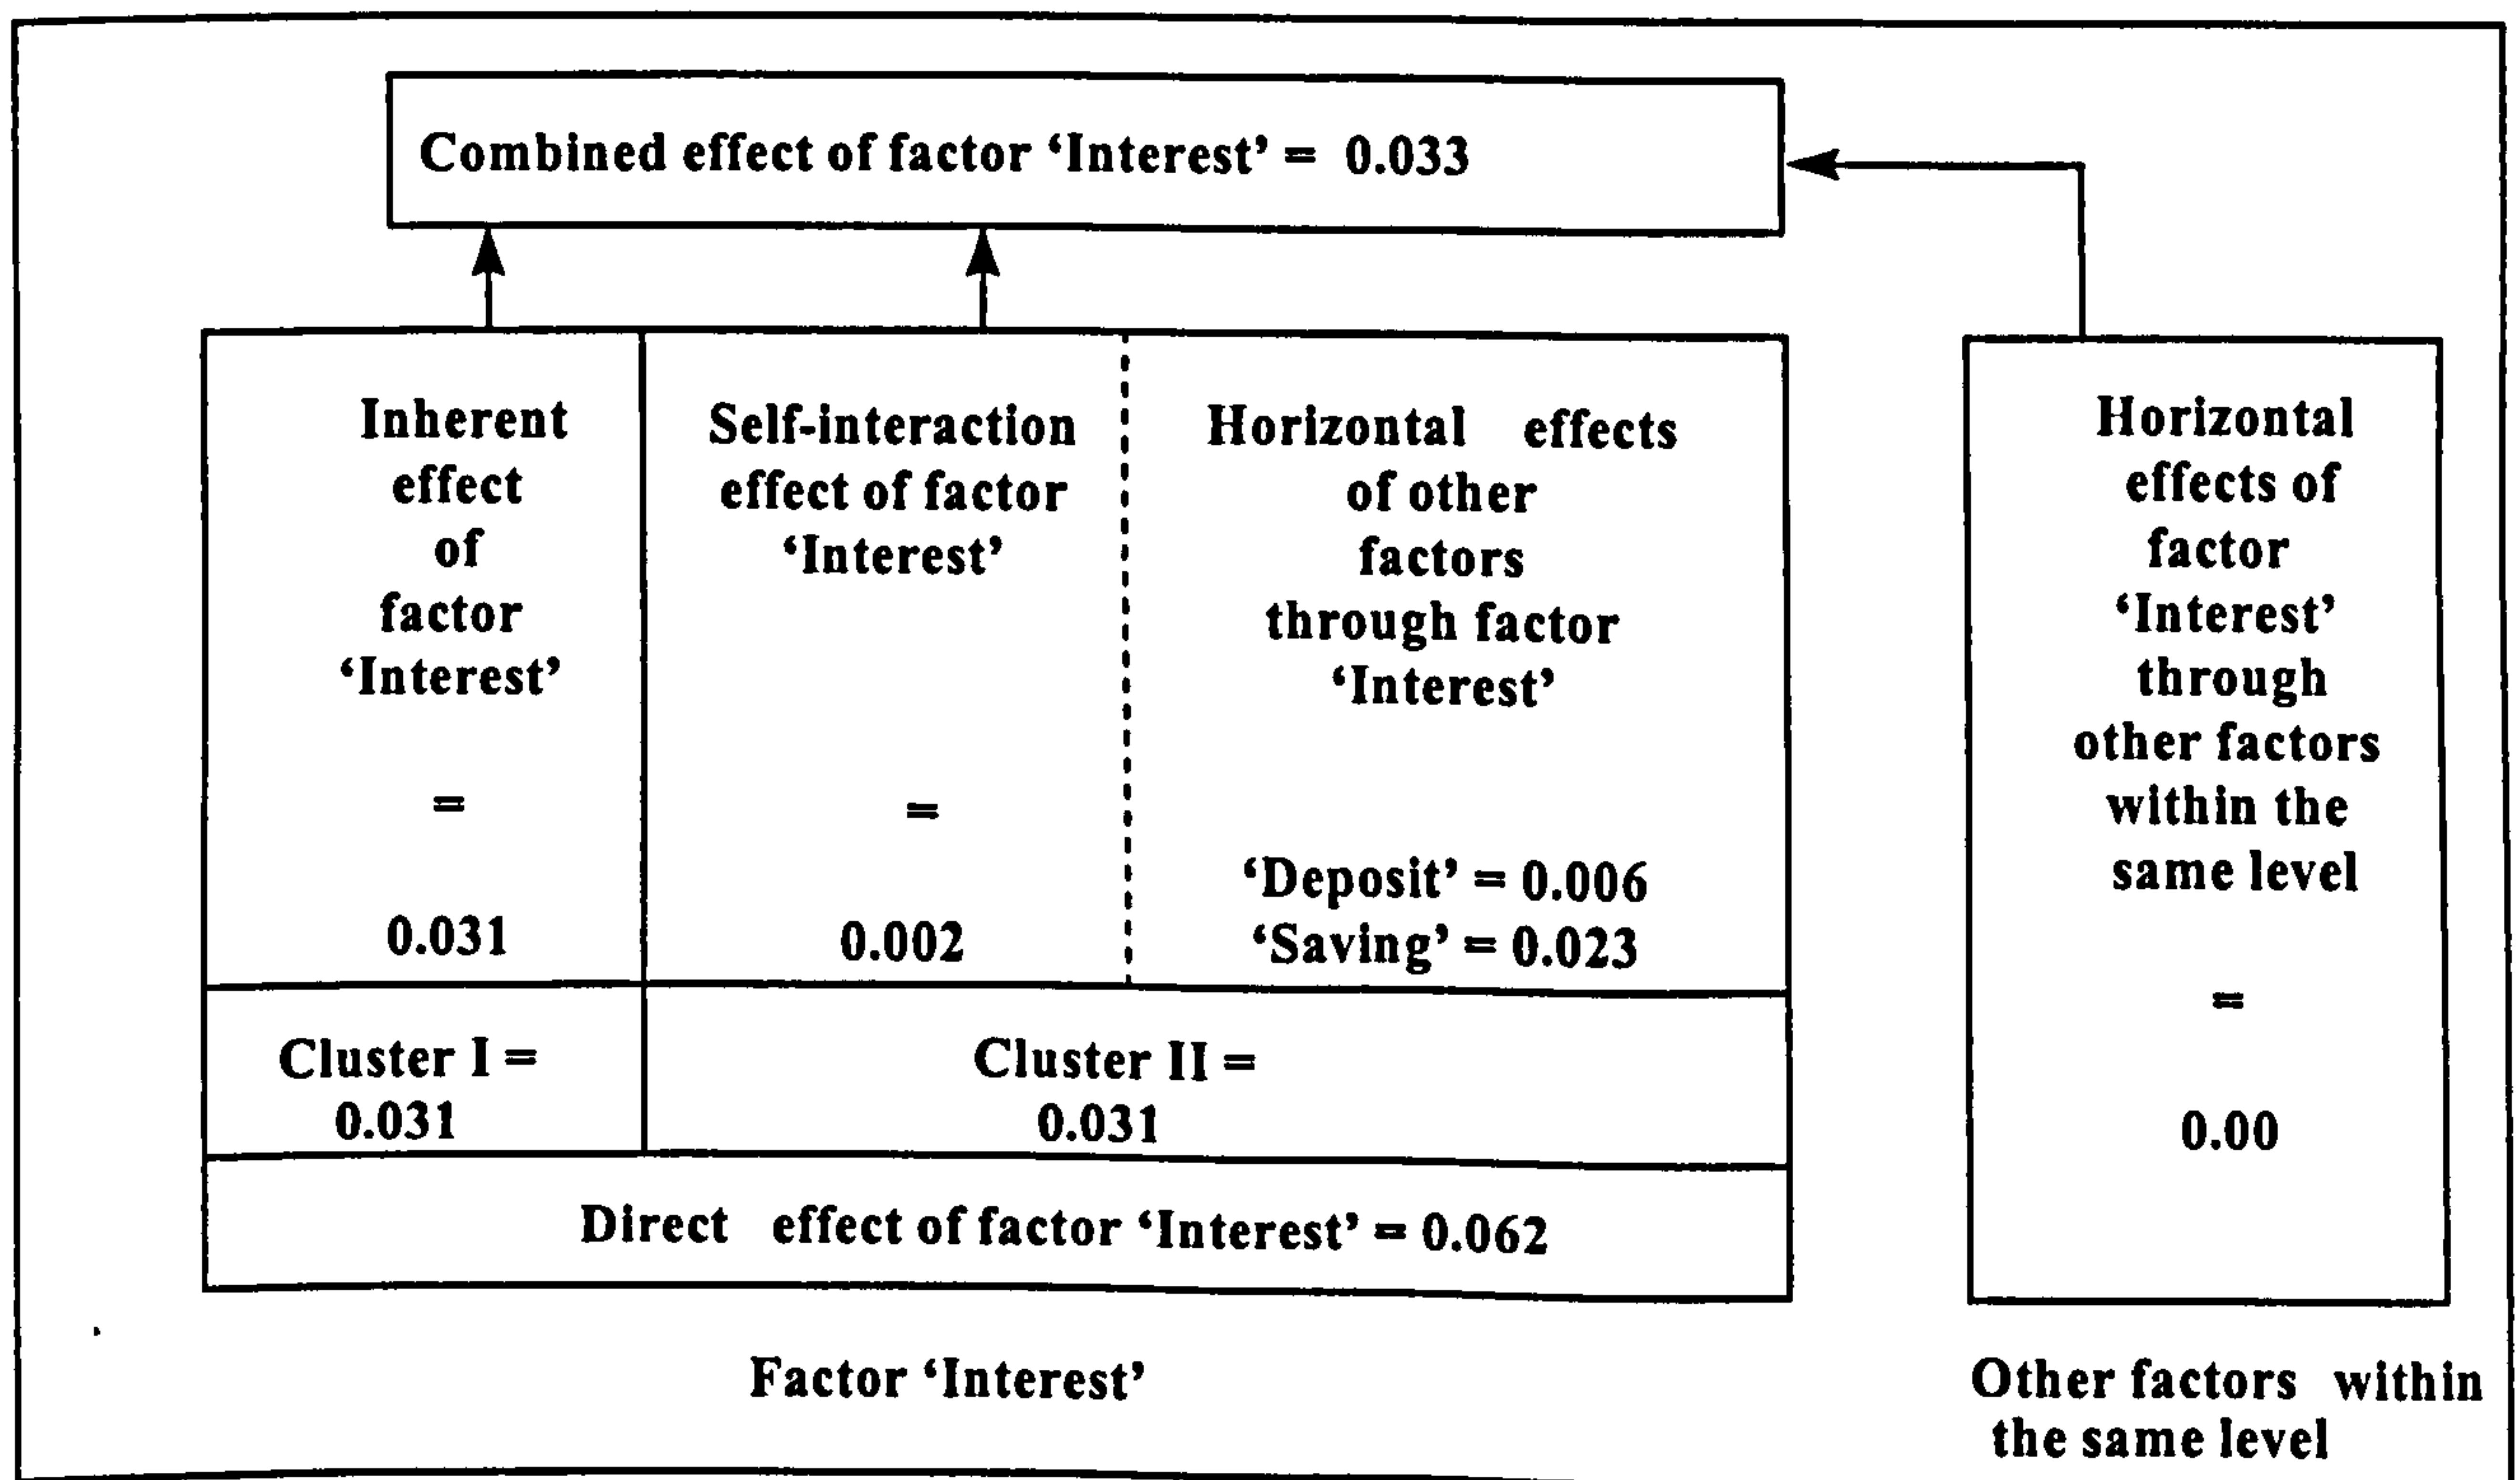 Combined effect of factor ‘Interest’ = 0.033
Inherent
effect
of
factor
‘Interest’
=
0.031
Self-interaction
effect of factor
‘Interest’
=
0.002
Horizontal effects
of other
factors
through factor
‘Interest’
‘Deposit’ = 0.006
‘Saving’ = 0.023
Horizontal
effects of
factor
‘Interest’
through
other factors
within the
same level
=
0.00
Cluster I =
0.031
Cluster II =
0.031
Direct effect of factor ‘Interest’ = 0.062
Factor ‘Interest’
Other factors within
the same level